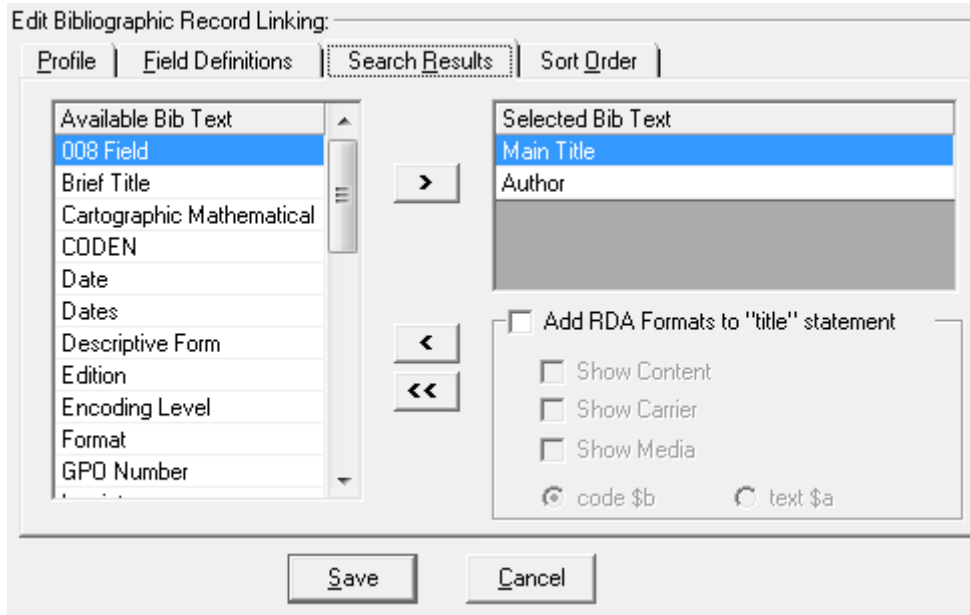 Edit Bibliographic Record Linking:
Profile Field Definitions Search Results Sort Order
Available Bib Text
008 Field
Brief Title
Cartographic Mathematical
CODEN
Date
Dates
Descriptive Form
Edition
Encoding Level
Format
GPO Number
>
<
<<
Selected Bib Text
Main Title
Author
Add RDA Formats to "title" statement
Show Content
Show Carrier
Show Media
code $b text $a
Save Cancel